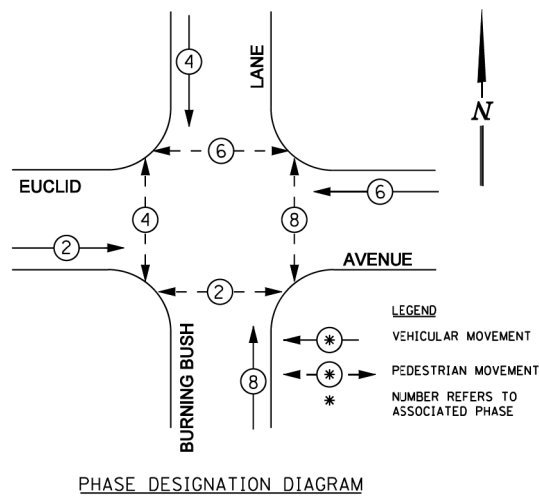 4
LANE
N
6
EUCLID
6
4
8
2
AVENUE
2
LEGEND
* VEHICULAR MOVEMENT
BURNING BUSH
8
* PEDESTRIAN MOVEMENT
* NUMBER REFERS TO
ASSOCIATED PHASE
PHASE DESIGNATION DIAGRAM